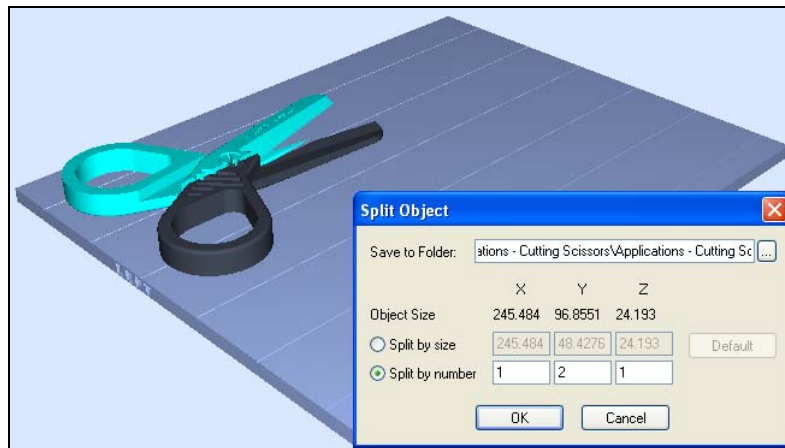 LEFT
Split Object
Save to Folder: ations - Cutting Scissors\Applications - Cutting Sc ...
X Y Z
Object Size 245.484 96.8551 24.193
Split by size 245.484 48.4276 24.193 Default
Split by number 1 2 1
OK Cancel